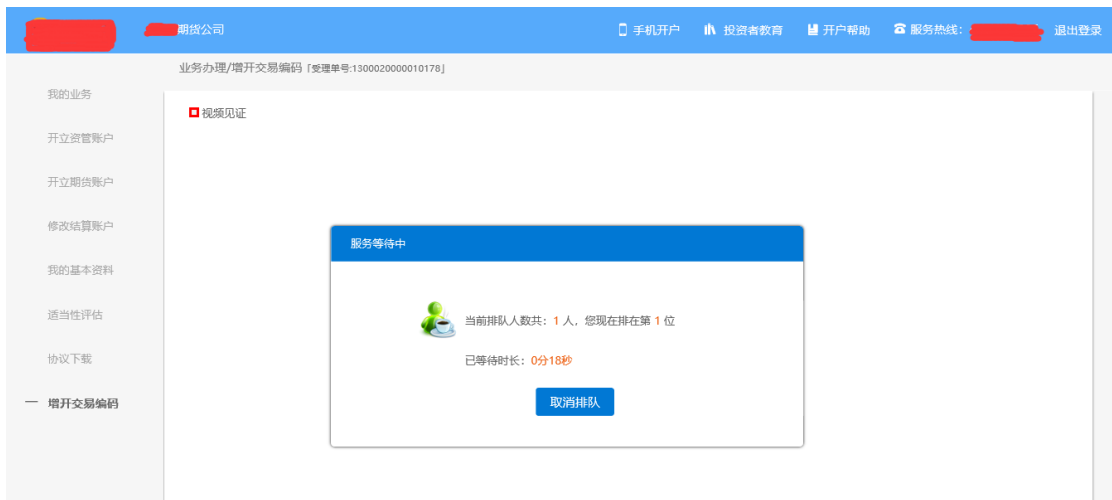 期货公司 手机开户 投资者教育 开户帮助 服务热线： 退出登录
业务办理/增开交易编码「受理单号:1300020000010178」
我的业务
开立资管账户
开立期货账户
修改结算账户
我的基本资料
适当性评估
协议下载
一 增开交易编码
视频见证
服务等待中
当前排队人数共：1 人，您现在排在第 1 位
已等待时长：0分18秒
取消排队